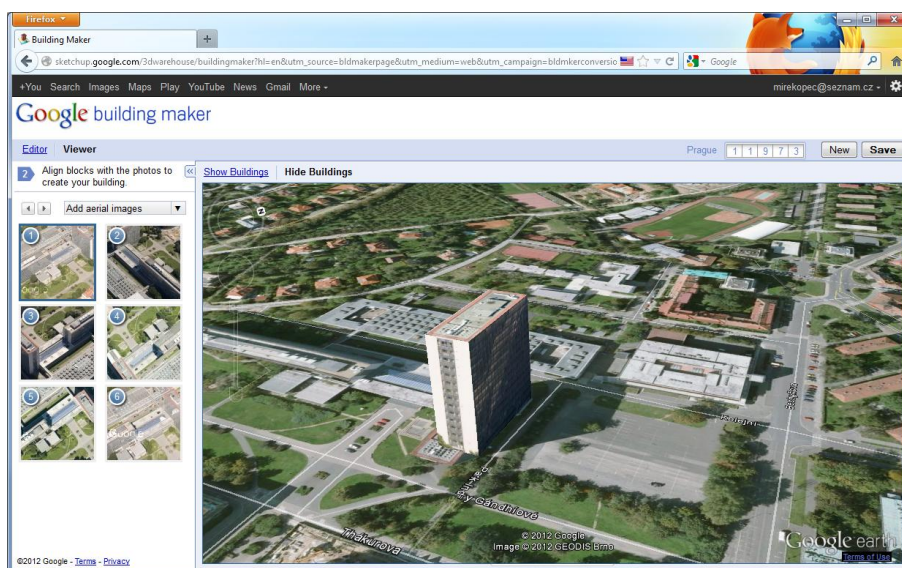 Firefox
Building Maker
+
sketchup.google.com/3dwarehouse/buildingmaker?hl=en&utm_source=bldmakerpage&utm_medium=web&utm_campaign=bldmkerconversio
Google
+You Search Images Maps Play YouTube News Gmail More
mirekopec@seznam.cz
Google building maker
Editor Viewer
Prague 1 1 9 7 3 New Save
2 Align blocks with the photos to create your building.
Show Buildings Hide Buildings
Add aerial images
1 2
3 4
5 6
Gándhíové
Thákurova
© 2012 Google
Image © 2012 GEODIS Brno
Google earth
Terms of Use
©2012 Google - Terms - Privacy